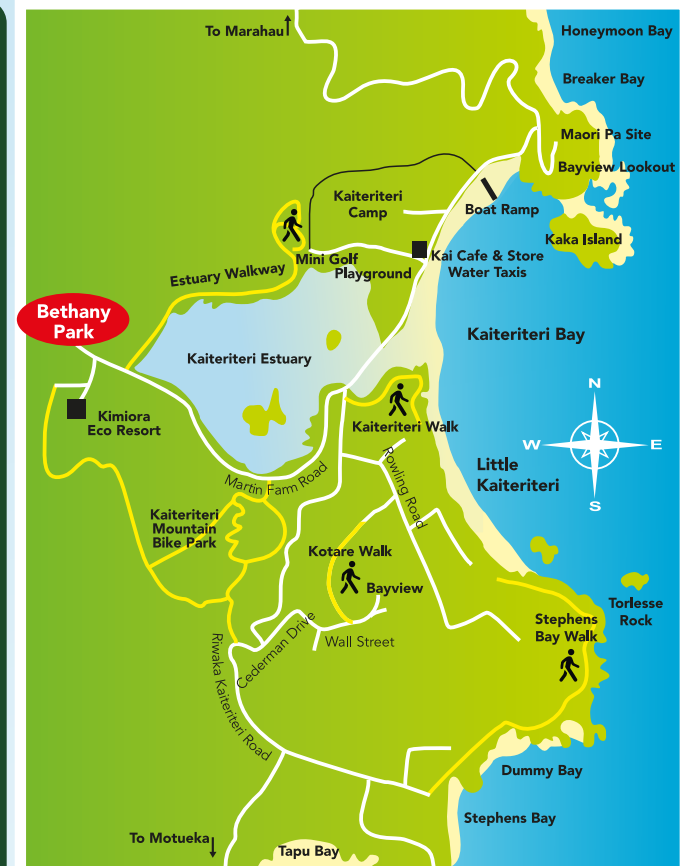 To Marahau
Honeymoon Bay
Breaker Bay
Maori Pa Site
Bayview Lookout
Kaiteriteri
Camp
Boat Ramp
Kaka Island
Mini Golf
Playground
Kai Cafe & Store
Water Taxis
Estuary Walkway
Bethany
Park
Kaiteriteri Bay
Kaiteriteri Estuary
N
W
E
S
Kimiora
Eco Resort
Kaiteriteri Walk
Little
Kaiteriteri
Martin Farm Road
Rowling Road
Kaiteriteri
Mountain
Bike Park
Kotare Walk
Bayview
Torlesse
Rock
Stephens
Bay Walk
Cederman Drive
Wall Street
Riwaka Kaiteriteri Road
Dummy Bay
Stephens Bay
To Motueka
Tapu Bay